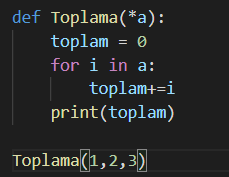 def Toplama(*a):
    toplam = 0
    for i in a:
        toplam+=i
    print(toplam)

Toplama(1,2,3)